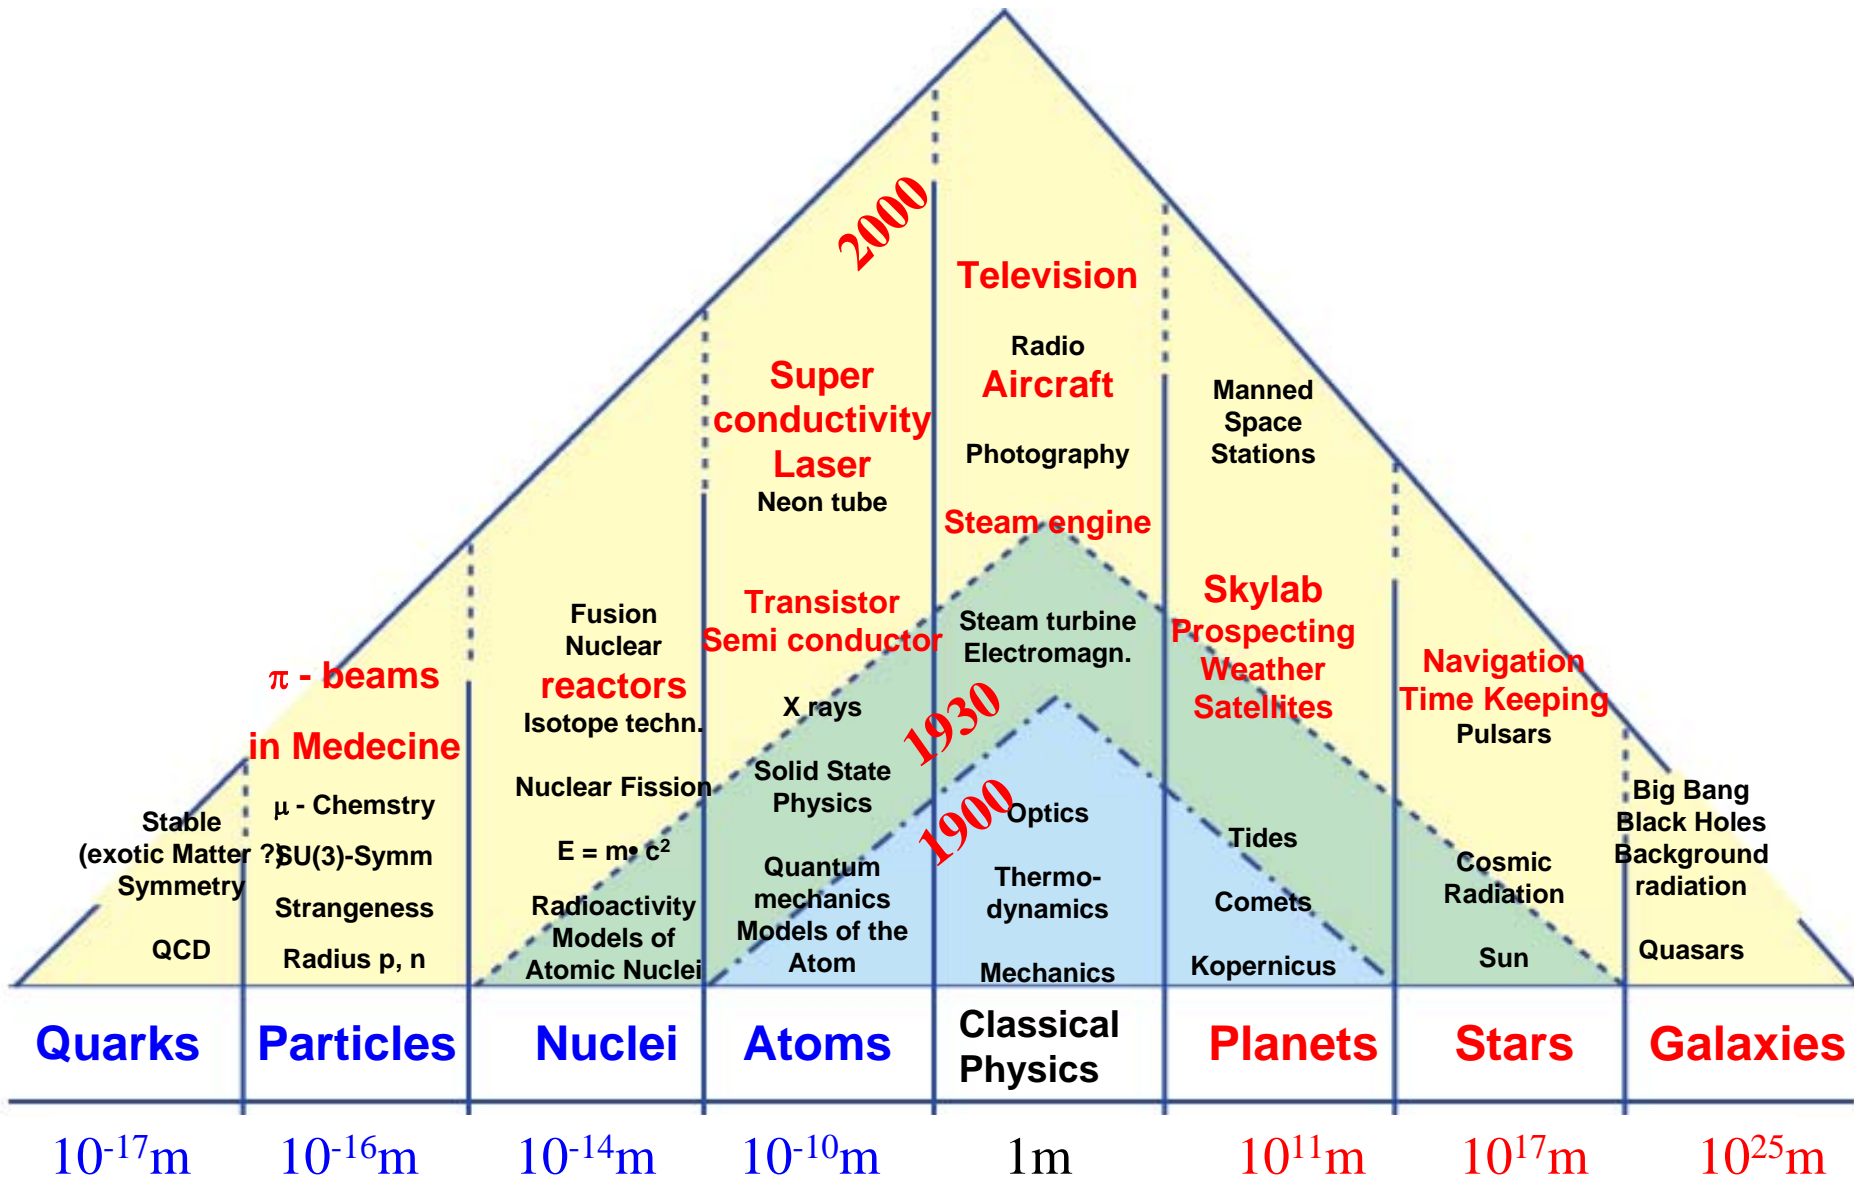 2000
1930
1900
Stable
(exotic Matter ?)
Symmetry
QCD
π - beams
in Medecine
μ - Chemstry
SU(3)-Symm
Strangeness
Radius p, n
Fusion
Nuclear
reactors
Isotope techn.
Nuclear Fission
E = m• c²
Radioactivity
Models of
Atomic Nuclei
Super
conductivity
Laser
Neon tube
Transistor
Semi conductor
X rays
Solid State
Physics
Quantum
mechanics
Models of the
Atom
Television
Radio
Aircraft
Photography
Steam engine
Steam turbine
Electromagn.
Optics
Thermo-
dynamics
Mechanics
Manned
Space
Stations
Skylab
Prospecting
Weather
Satellites
Tides
Comets
Kopernicus
Navigation
Time Keeping
Pulsars
Cosmic
Radiation
Sun
Big Bang
Black Holes
Background
radiation
Quasars
Quarks
Particles
Nuclei
Atoms
Classical
Physics
Planets
Stars
Galaxies
10⁻¹⁷m
10⁻¹⁶m
10⁻¹⁴m
10⁻¹⁰m
1m
10¹¹m
10¹⁷m
10²⁵m